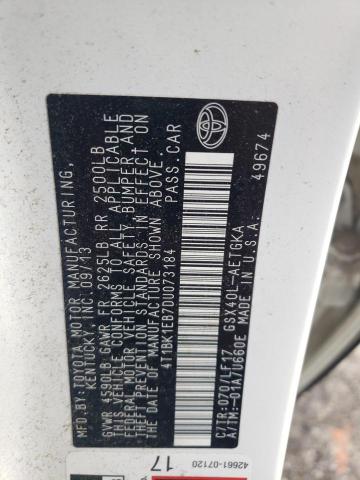 MFD. BY:
TOYOTA MOTOR MANUFACTURING,
KENTUCKY, INC. 09/13
GVWR 4590LB GAWR FR 2625LB RR 2500LB
THIS VEHICLE CONFORMS TO ALL APPLICABLE
FEDERAL MOTOR VEHICLE SAFETY, BUMPER, AND
THEFT PREVENTION STANDARDS IN EFFECT
ON THE DATE OF MANUFACTURE SHOWN ABOVE.
4T1BK1EB7DU073184 PASS.CAR
C/TR:070/LF17 GSX40L-AETGKA
A/TM:-01A/U660E MADE IN U.S.A. 49674
42661-07120
17